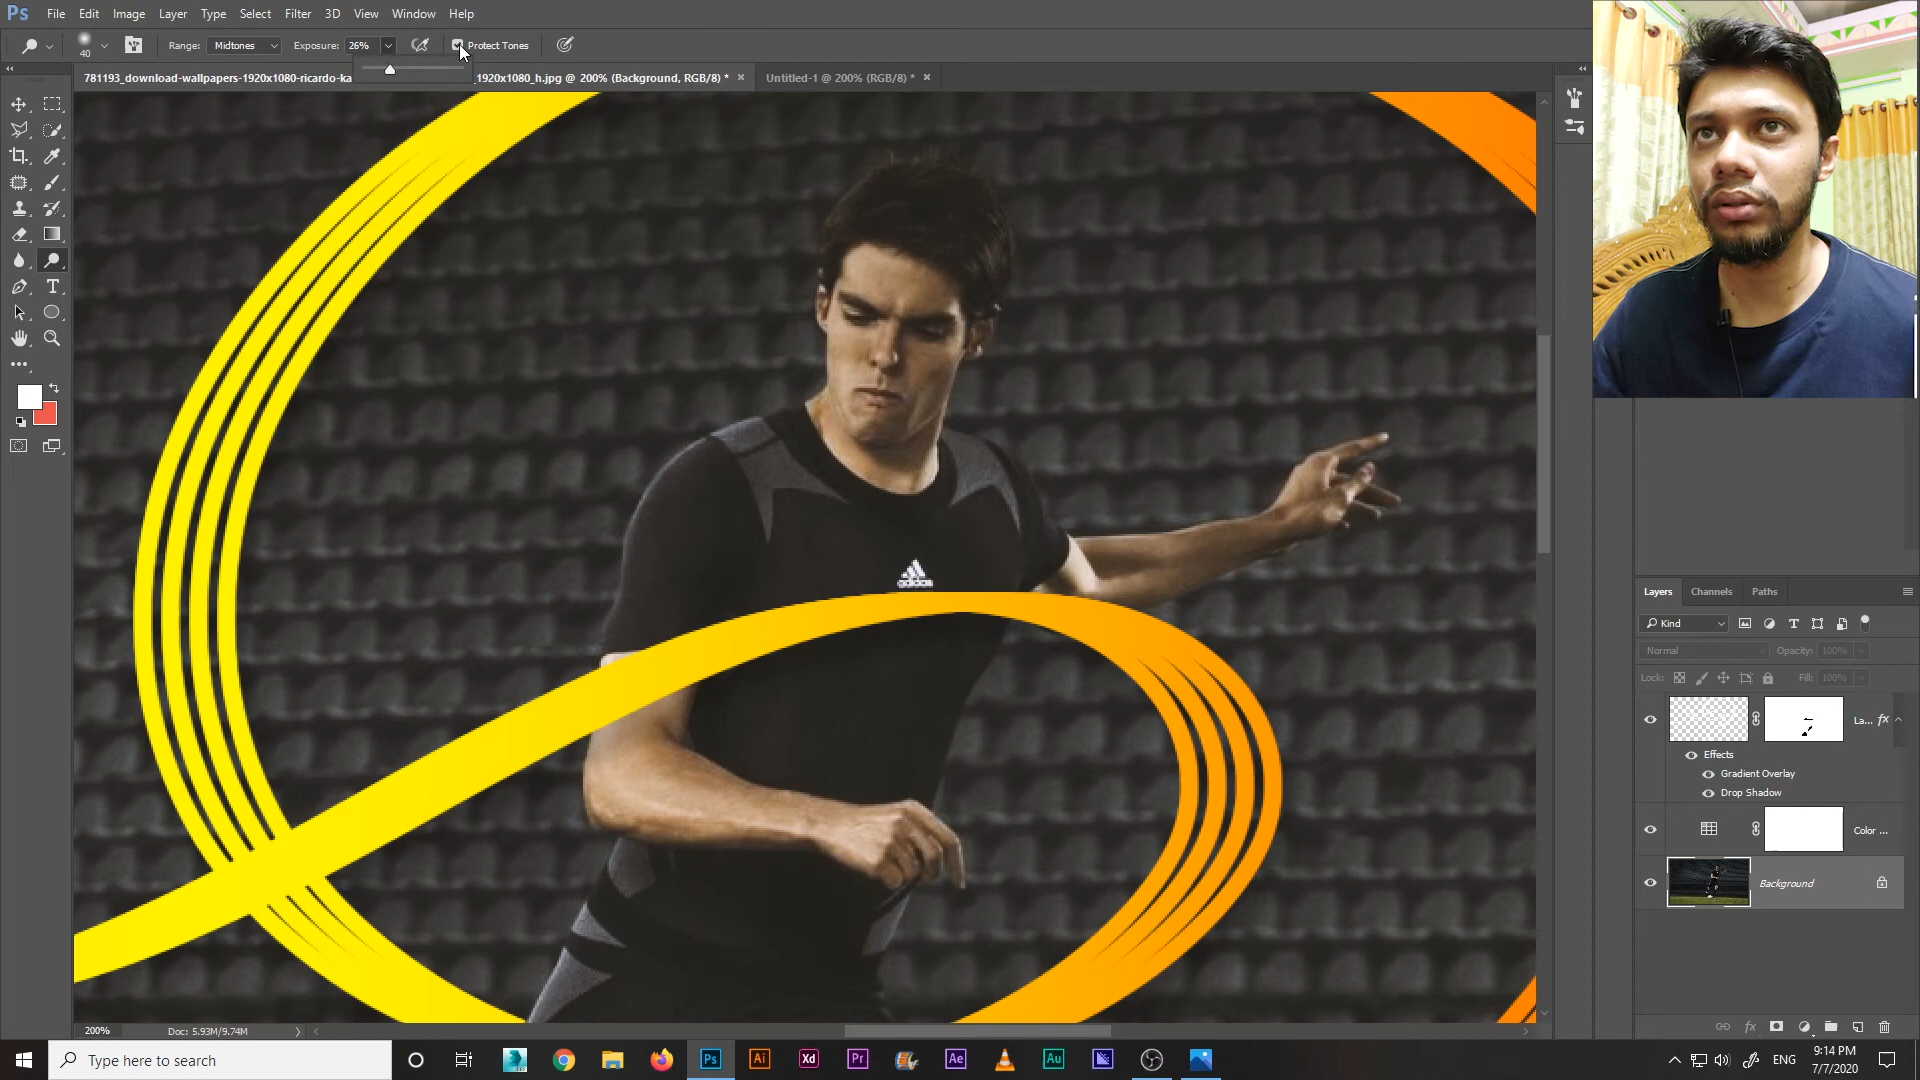 Ps File Edit Image Layer Type Select Filter 3D View Window Help
40 Range: Midtones Exposure: 26% Protect Tones
781193_download-wallpapers-1920x1080-ricardo-ka 1920x1080_h.jpg @ 200% (Background, RGB/8) * × Untitled-1 @ 200% (RGB/8) * ×
Layers Channels Paths
Kind
Normal Opacity: 100%
Lock: Fill: 100%
La... fx
Effects
Gradient Overlay
Drop Shadow
Color ...
Background
200% Doc: 5.93M/9.74M
fx
Type here to search
Ps Ai Xd Pr Ae Au
ENG
9:14 PM
7/7/2020